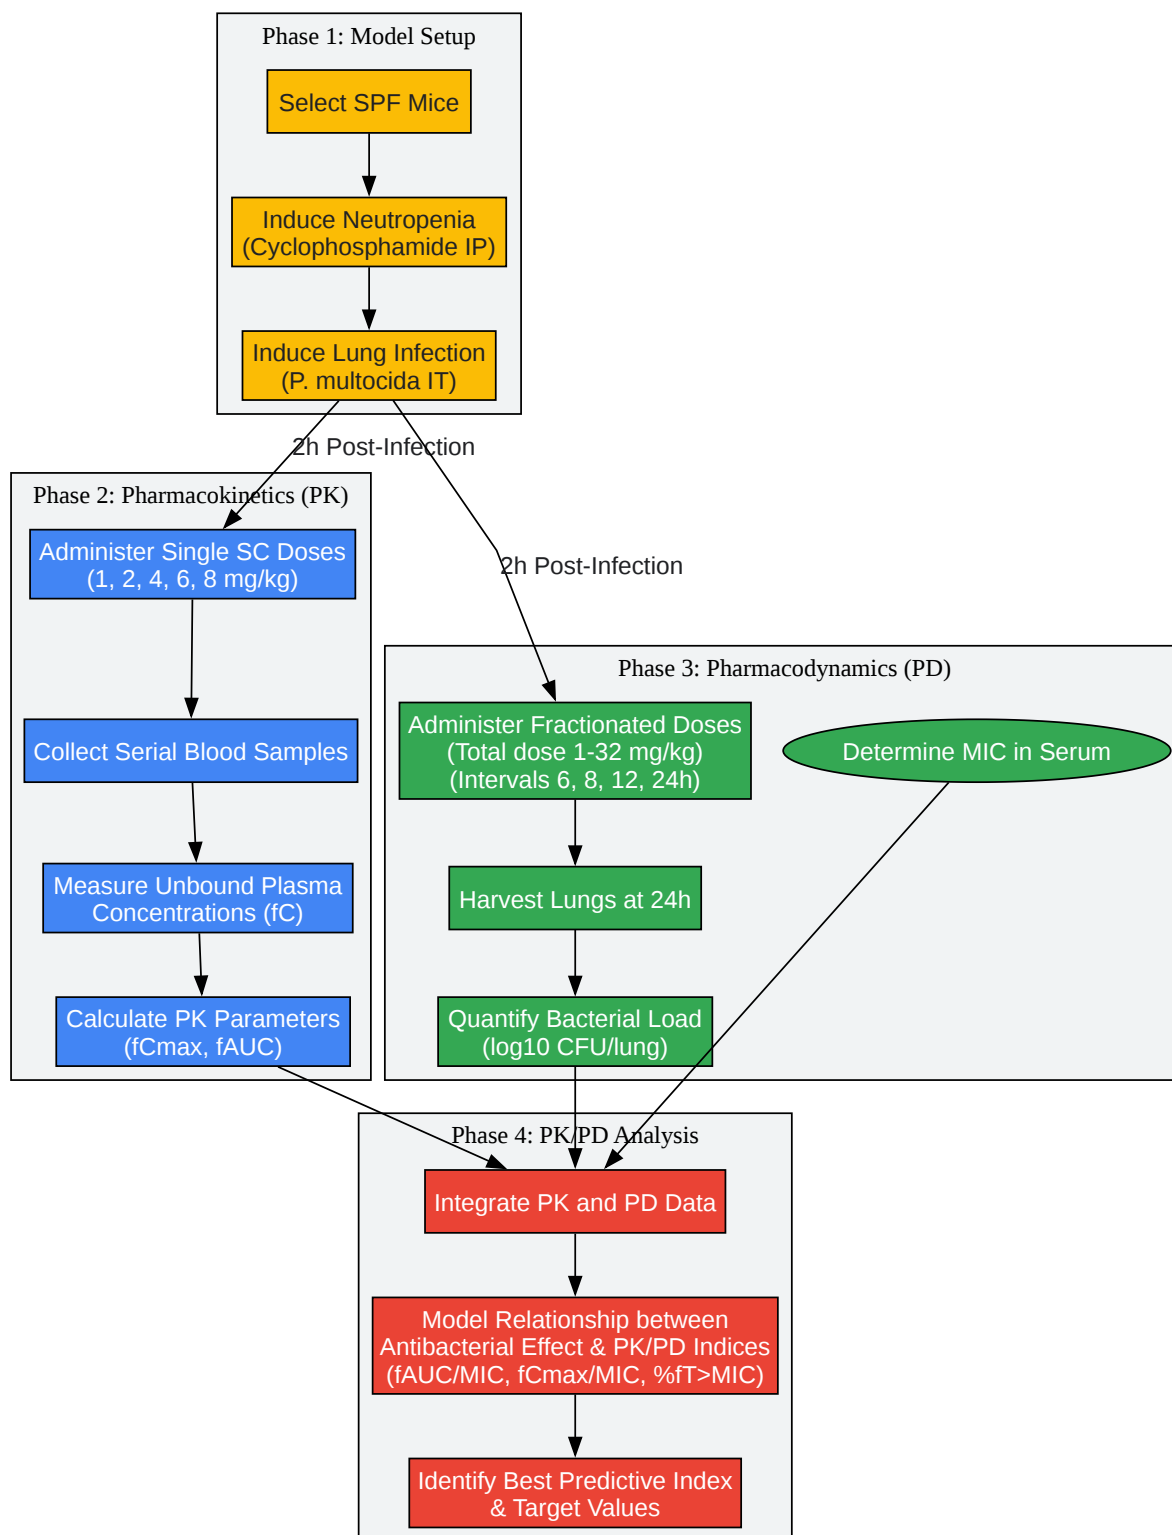 Phase 1: Model Setup
Select SPF Mice
Induce Neutropenia
(Cyclophosphamide IP)
Induce Lung Infection
(P. multocida IT)
2h Post-Infection
Phase 2: Pharmacokinetics (PK)
Administer Single SC Doses
(1, 2, 4, 6, 8 mg/kg)
Collect Serial Blood Samples
Measure Unbound Plasma
Concentrations (fC)
Calculate PK Parameters
(fCmax, fAUC)
2h Post-Infection
Phase 3: Pharmacodynamics (PD)
Administer Fractionated Doses
(Total dose 1-32 mg/kg)
(Intervals 6, 8, 12, 24h)
Determine MIC in Serum
Harvest Lungs at 24h
Quantify Bacterial Load
(log10 CFU/lung)
Phase 4: PK/PD Analysis
Integrate PK and PD Data
Model Relationship between
Antibacterial Effect & PK/PD Indices
(fAUC/MIC, fCmax/MIC, %fT>MIC)
Identify Best Predictive Index
& Target Values